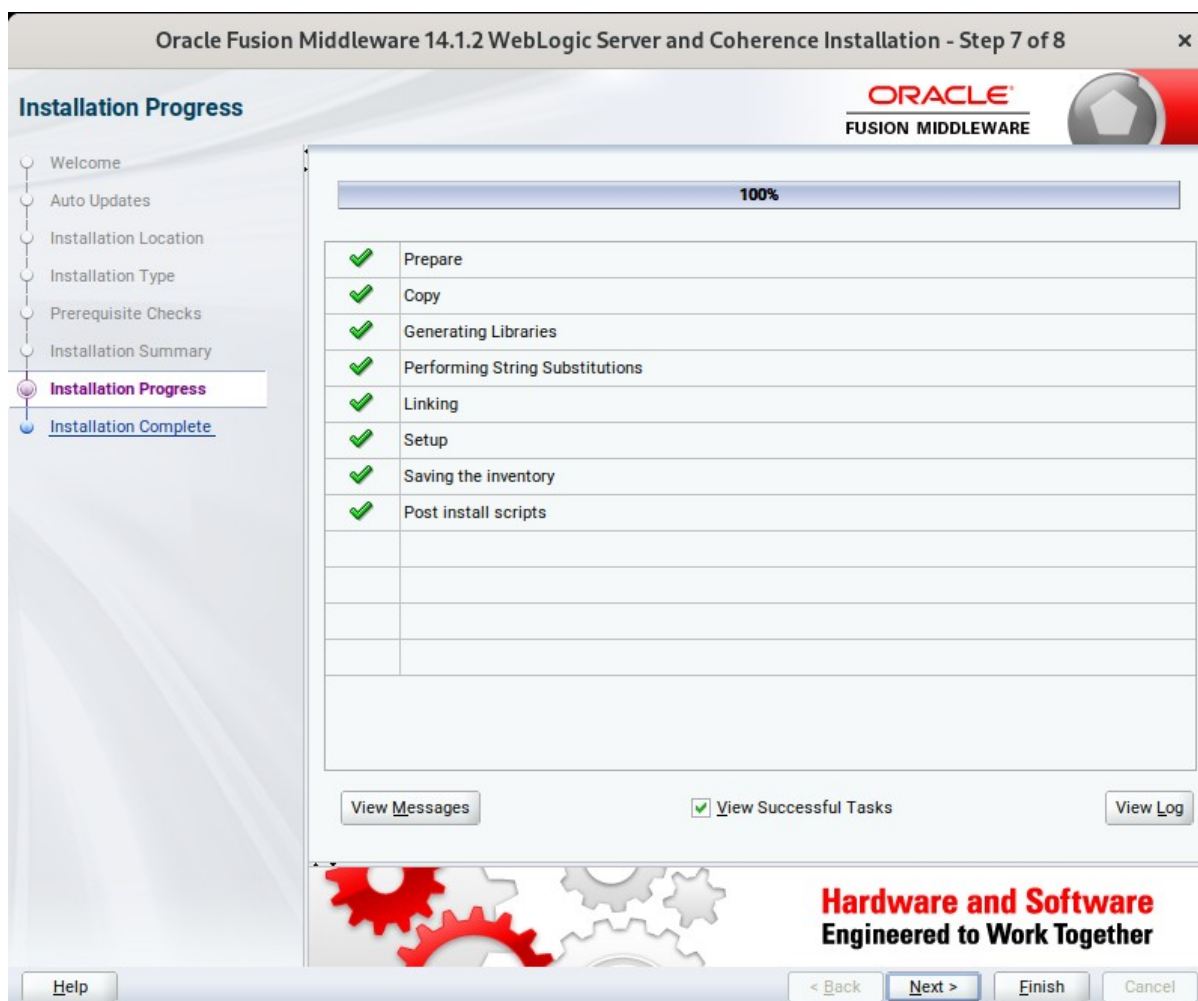 Oracle Fusion Middleware 14.1.2 WebLogic Server and Coherence Installation - Step 7 of 8
Installation Progress
ORACLE
FUSION MIDDLEWARE
Welcome
Auto Updates
Installation Location
Installation Type
Prerequisite Checks
Installation Summary
Installation Progress
Installation Complete
100%
Prepare
Copy
Generating Libraries
Performing String Substitutions
Linking
Setup
Saving the inventory
Post install scripts
View Messages
View Successful Tasks
View Log
Hardware and Software
Engineered to Work Together
Help
< Back
Next >
Finish
Cancel